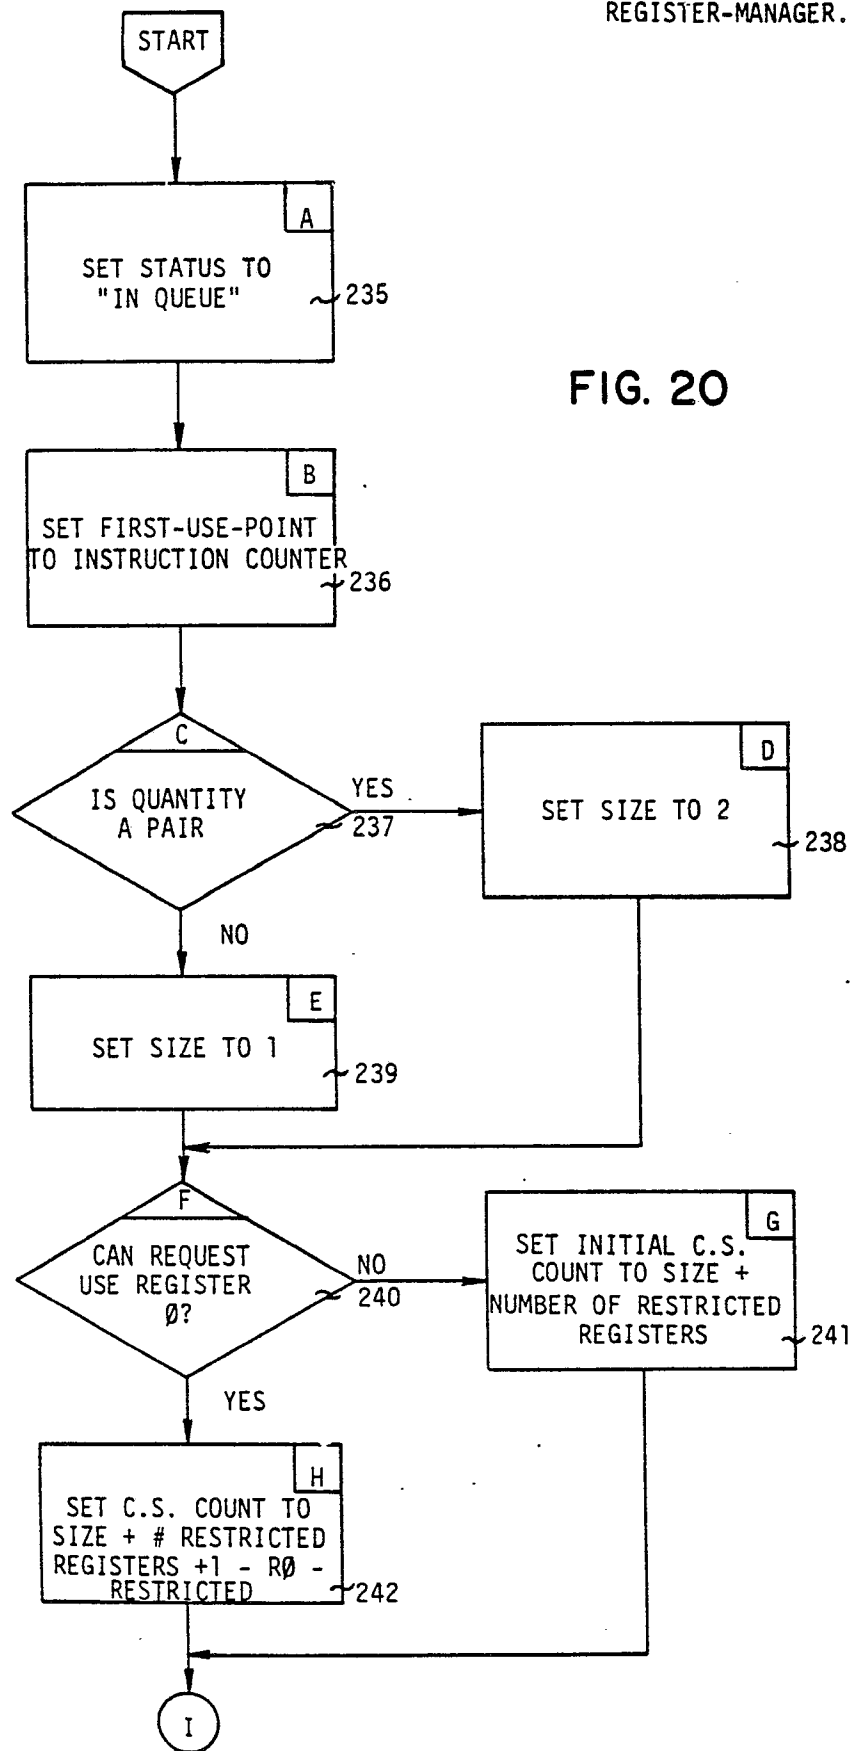 REGISTER-MANAGER.
START
A
SET STATUS TO
"IN QUEUE"
235
FIG. 20
B
SET FIRST-USE-POINT
TO INSTRUCTION COUNTER
236
C
IS QUANTITY
A PAIR
237
YES
D
SET SIZE TO 2
238
NO
E
SET SIZE TO 1
239
F
CAN REQUEST
USE REGISTER
Ø?
240
NO
G
SET INITIAL C.S.
COUNT TO SIZE +
NUMBER OF RESTRICTED
REGISTERS
241
YES
H
SET C.S. COUNT TO
SIZE + # RESTRICTED
REGISTERS +1 - RØ -
RESTRICTED
242
I